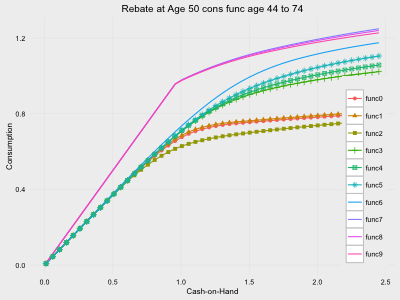 Rebate at Age 50 cons func age 44 to 74
Consumption
1.2
0.8
0.4
0.0
0.0 0.5 1.0 1.5 2.0 2.5
Cash-on-Hand
func0
func1
func2
func3
func4
func5
func6
func7
func8
func9